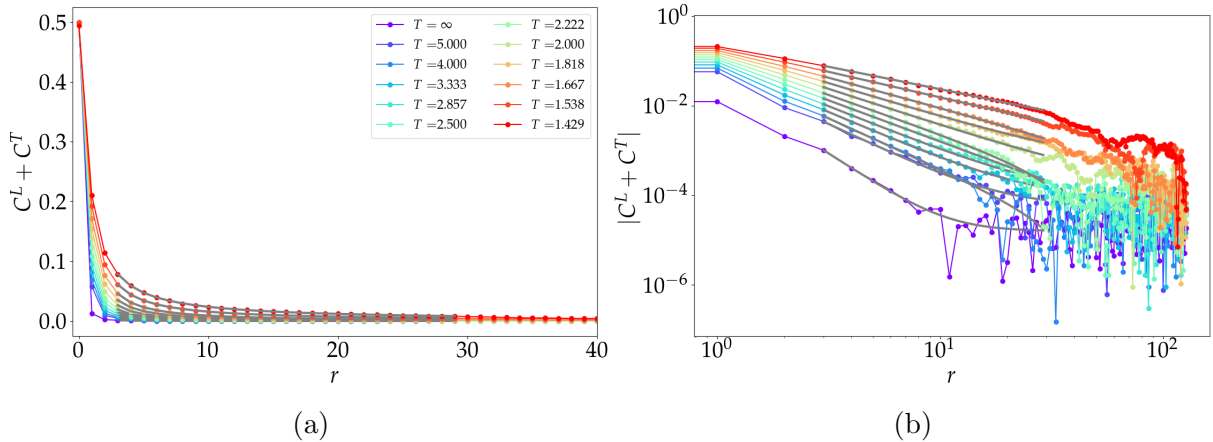 0.5
0.4
0.3
0.2
0.1
0.0
C^L + C^T
0
10
20
30
40
r
T = ∞
T =5.000
T =4.000
T =3.333
T =2.857
T =2.500
T =2.222
T =2.000
T =1.818
T =1.667
T =1.538
T =1.429
(a)
10^0
10^−2
10^−4
10^−6
|C^L + C^T|
10^0
10^1
10^2
r
(b)